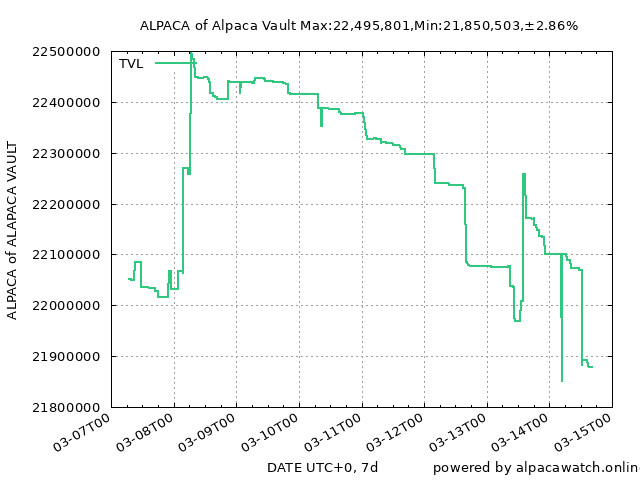 ALPACA of Alpaca Vault Max:22,495,801,Min:21,850,503,±2.86%
TVL
22500000
22400000
22300000
22200000
22100000
22000000
21900000
21800000
ALPACA of ALAPACA VAULT
03-07T00
03-08T00
03-09T00
03-10T00
03-11T00
03-12T00
03-13T00
03-14T00
03-15T00
DATE UTC+0, 7d
powered by alpacawatch.onlin